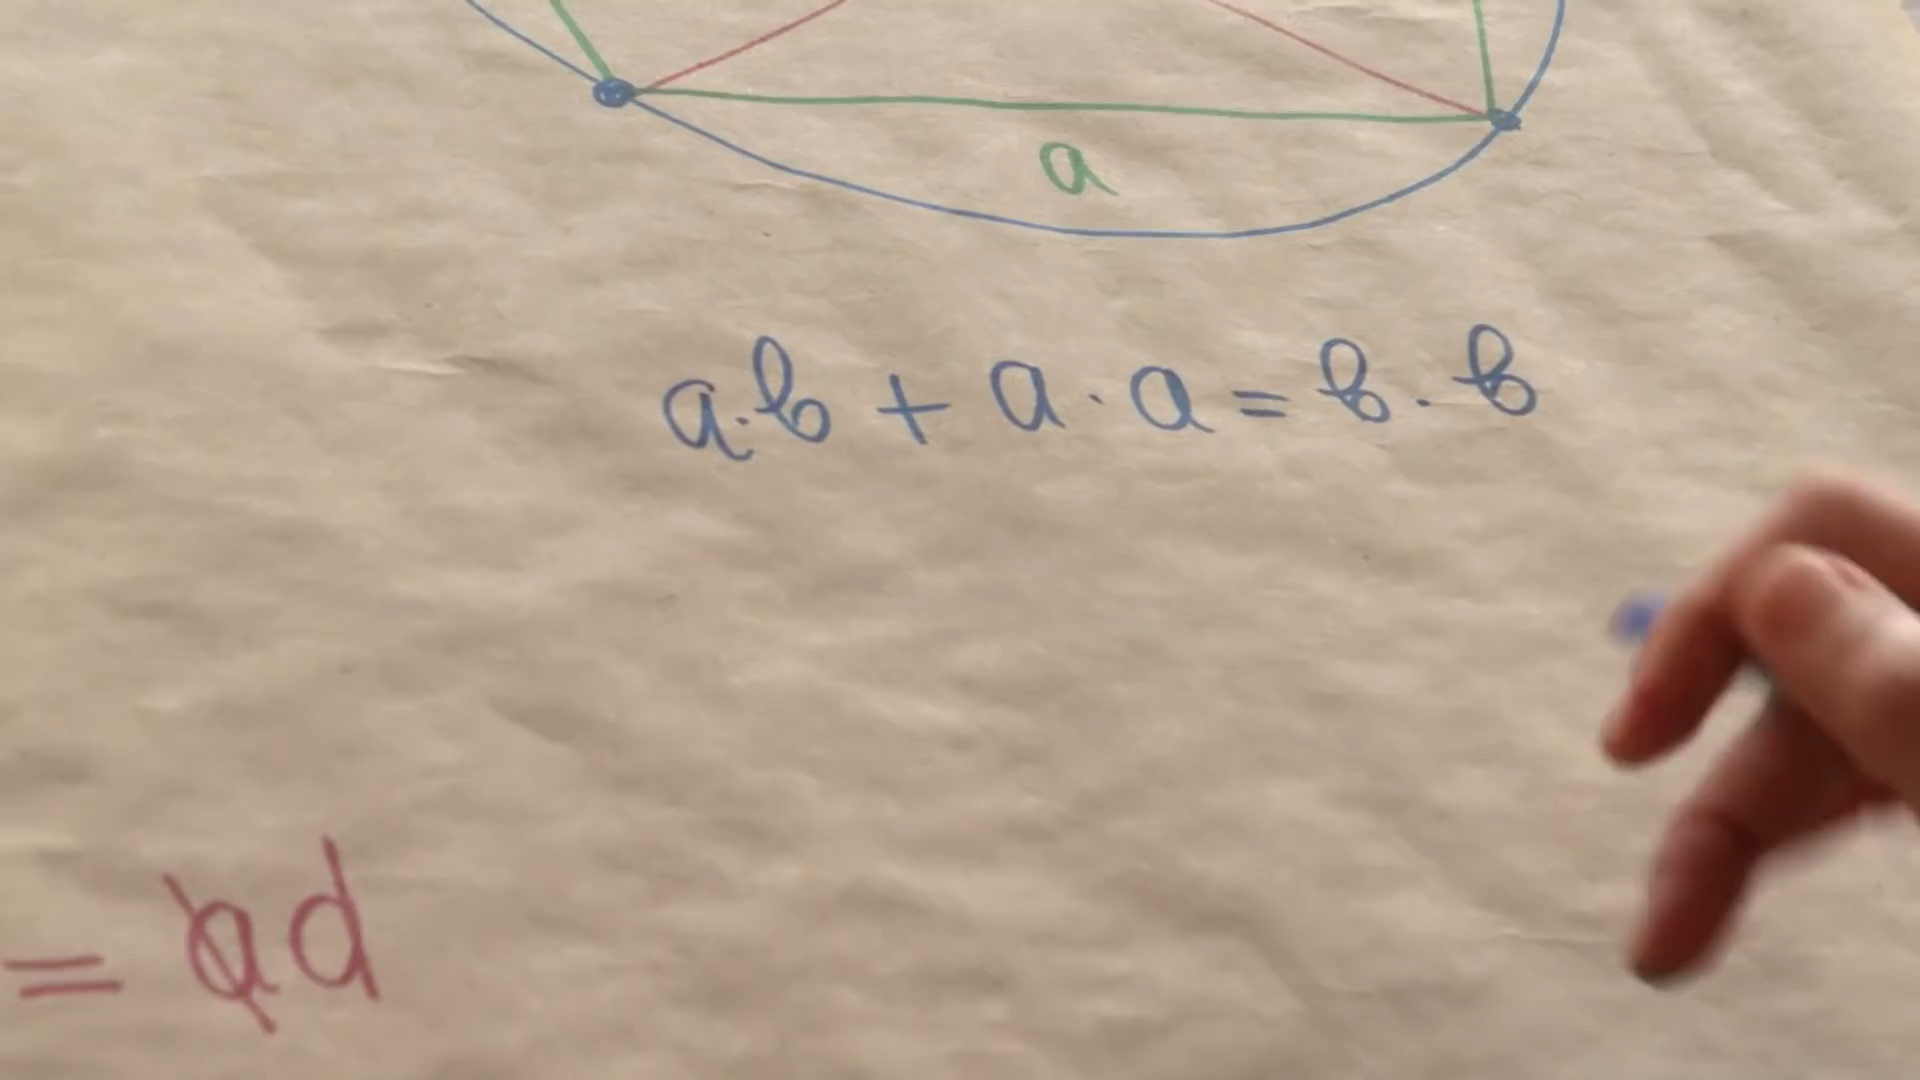 a
a·b + a·a = b·b
= ad